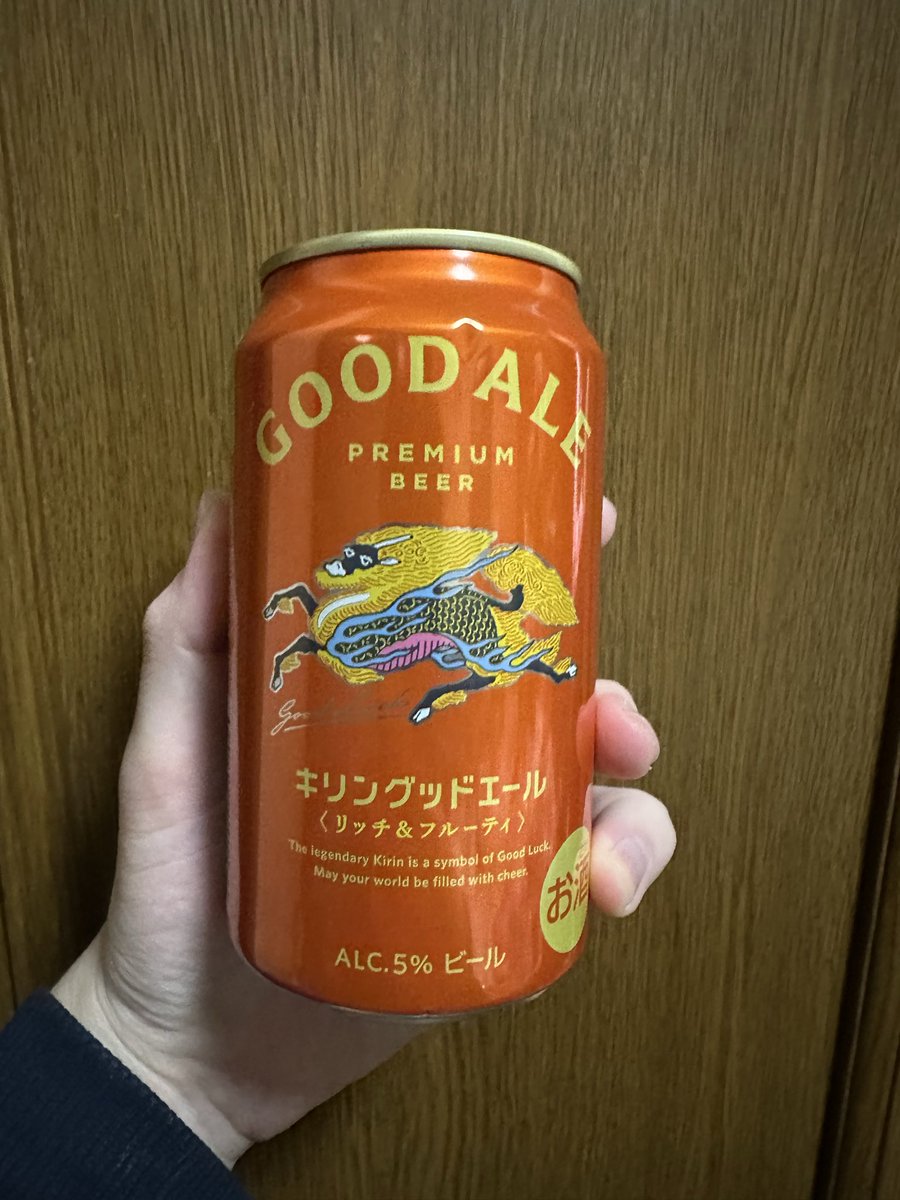 GOOD ALE
PREMIUM
BEER
キリングッドエール
〈リッチ＆フルーティ〉
The legendary Kirin is a symbol of Good Luck.
May your world be filled with cheer.
お酒
ALC.5% ビール